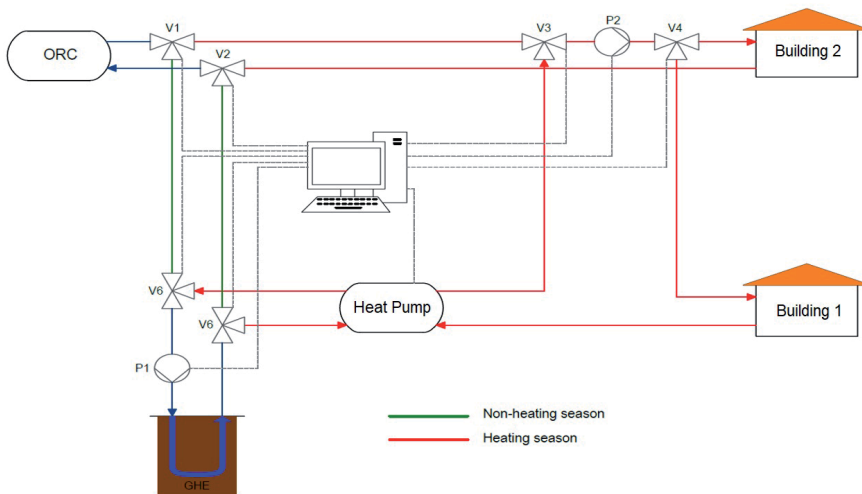 V1
V3
P2
V4
ORC
V2
Building 2
V6
Heat Pump
Building 1
V6
P1
Non-heating season
Heating season
GHE